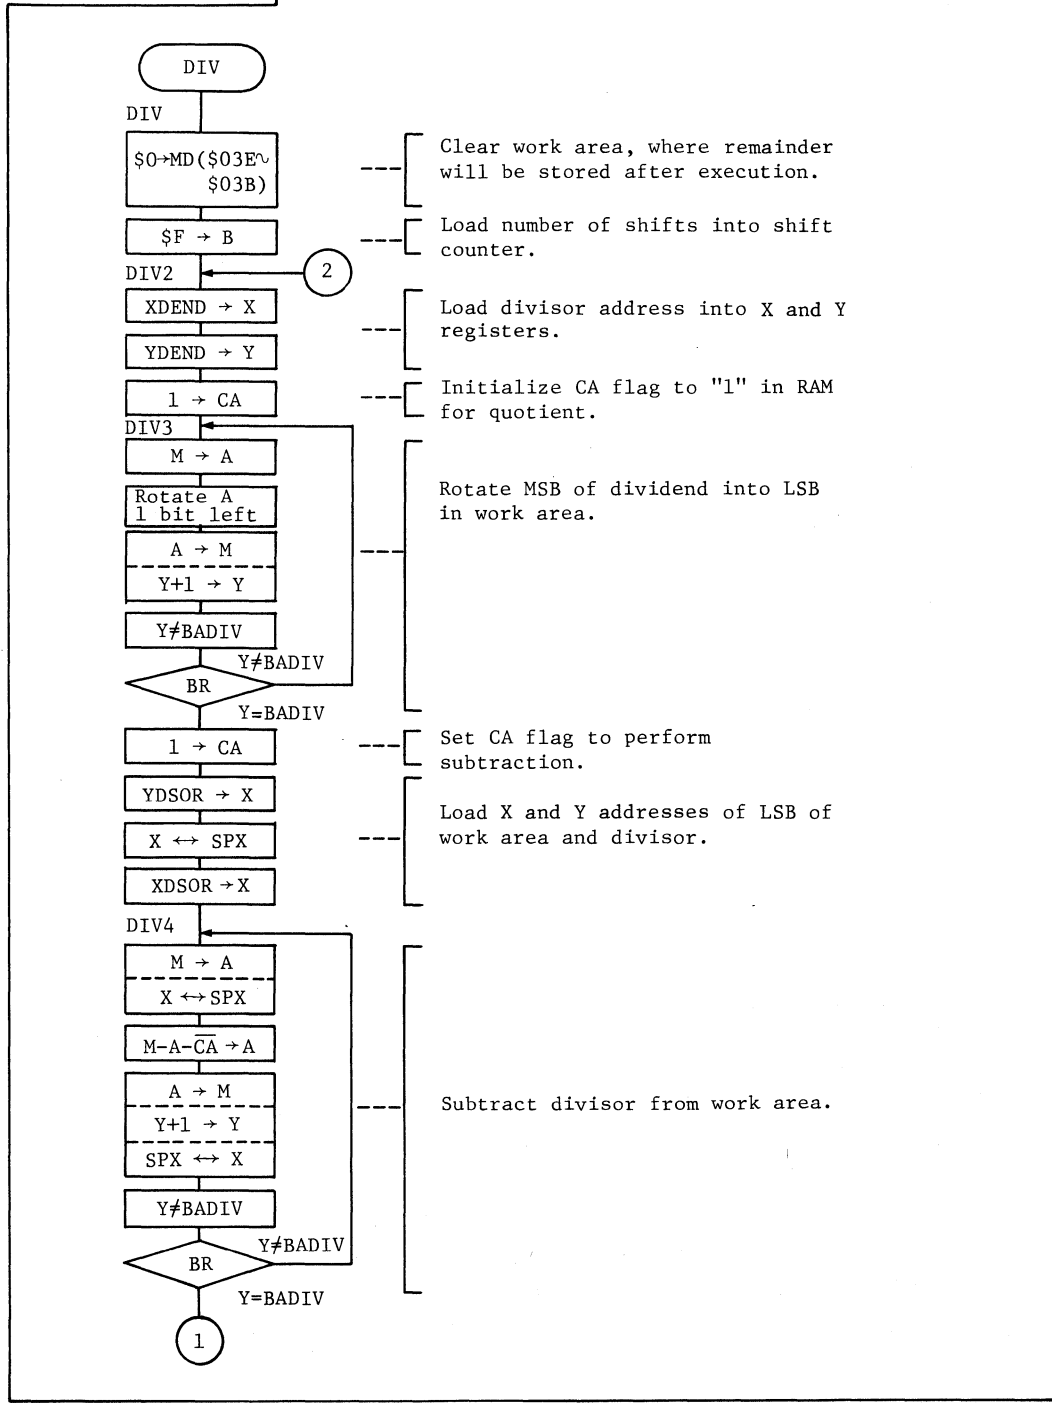 DIV
DIV
$0→MD($03E~
$03B)
Clear work area, where remainder
will be stored after execution.
$F → B
Load number of shifts into shift
counter.
DIV2
2
XDEND → X
YDEND → Y
Load divisor address into X and Y
registers.
1 → CA
Initialize CA flag to "1" in RAM
for quotient.
DIV3
M → A
Rotate A
1 bit left
A → M
Y+1 → Y
Y≠BADIV
Rotate MSB of dividend into LSB
in work area.
Y≠BADIV
BR
Y=BADIV
1 → CA
Set CA flag to perform
subtraction.
YDSOR → X
X ↔ SPX
XDSOR → X
Load X and Y addresses of LSB of
work area and divisor.
DIV4
M → A
X ↔ SPX
M-A-C̅A̅ → A
A → M
Y+1 → Y
SPX ↔ X
Subtract divisor from work area.
Y≠BADIV
Y≠BADIV
BR
Y=BADIV
1